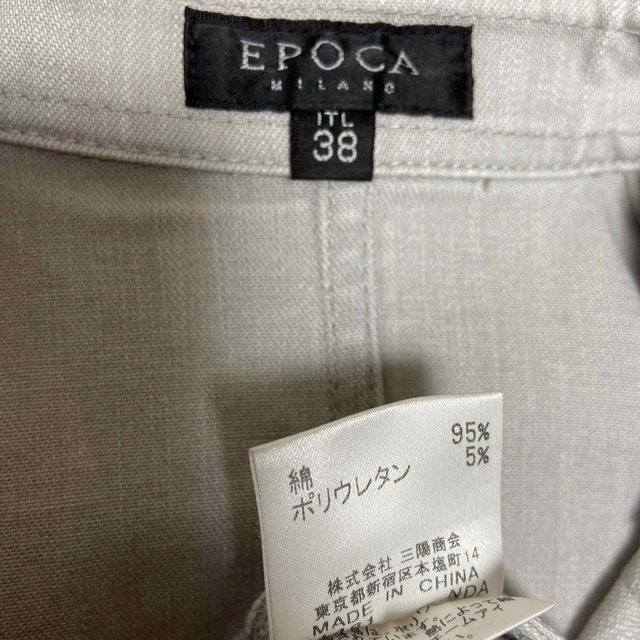 EPOCA
MILANO
ITL
38
綿 95%
ポリウレタン 5%
株式会社 三陽商会
東京都新宿区本塩町14
MADE IN CHINA